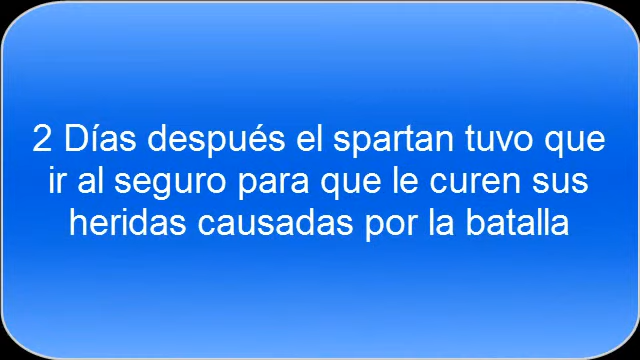 2 Días después el spartan tuvo que
ir al seguro para que le curen sus
heridas causadas por la batalla